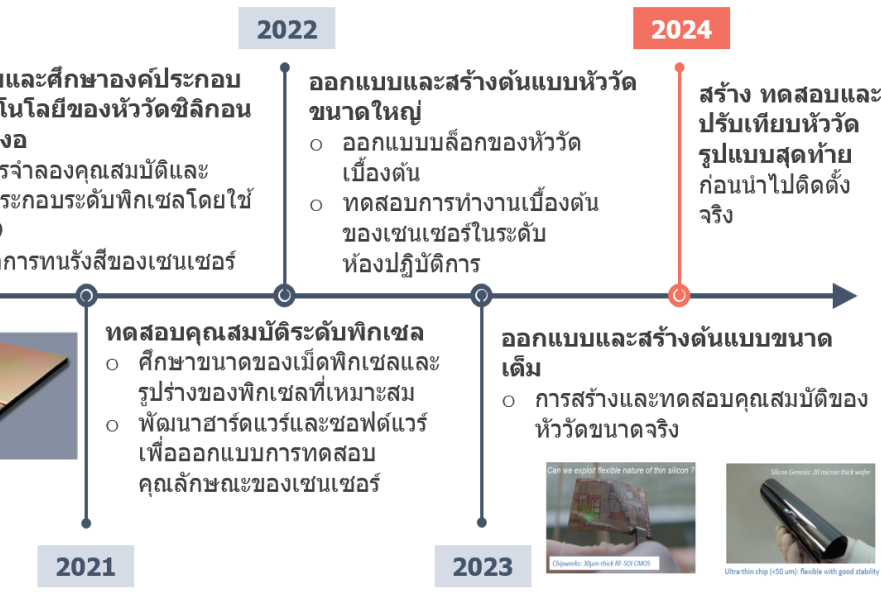 2022
2024
และศึกษาองค์ประกอบ
โนโลยีของหัววัดซิลิกอน
งอ
รจำลองคุณสมบัติและ
ระกอบระดับพิกเซลโดยใช้
การทนรังสีของเซนเซอร์
ออกแบบและสร้างต้นแบบหัววัด
ขนาดใหญ่
o ออกแบบบล็อกของหัววัด
เบื้องต้น
o ทดสอบการทำงานเบื้องต้น
ของเซนเซอร์ในระดับ
ห้องปฏิบัติการ
สร้าง ทดสอบและ
ปรับเทียบหัววัด
รูปแบบสุดท้าย
ก่อนนำไปติดตั้ง
จริง
ทดสอบคุณสมบัติระดับพิกเซล
o ศึกษาขนาดของเม็ดพิกเซลและ
รูปร่างของพิกเซลที่เหมาะสม
o พัฒนาฮาร์ดแวร์และซอฟต์แวร์
เพื่อออกแบบการทดสอบ
คุณลักษณะของเซนเซอร์
ออกแบบและสร้างต้นแบบขนาด
เต็ม
o การสร้างและทดสอบคุณสมบัติของ
หัววัดขนาดจริง
Can we exploit flexible nature of thin silicon ?
Chipworks: 30μm thick RF-SOI CMOS
Silicon Genesic 20 micron thick wafer
Ultra-thin chip (<50 um): flexible with good stability
2021
2023